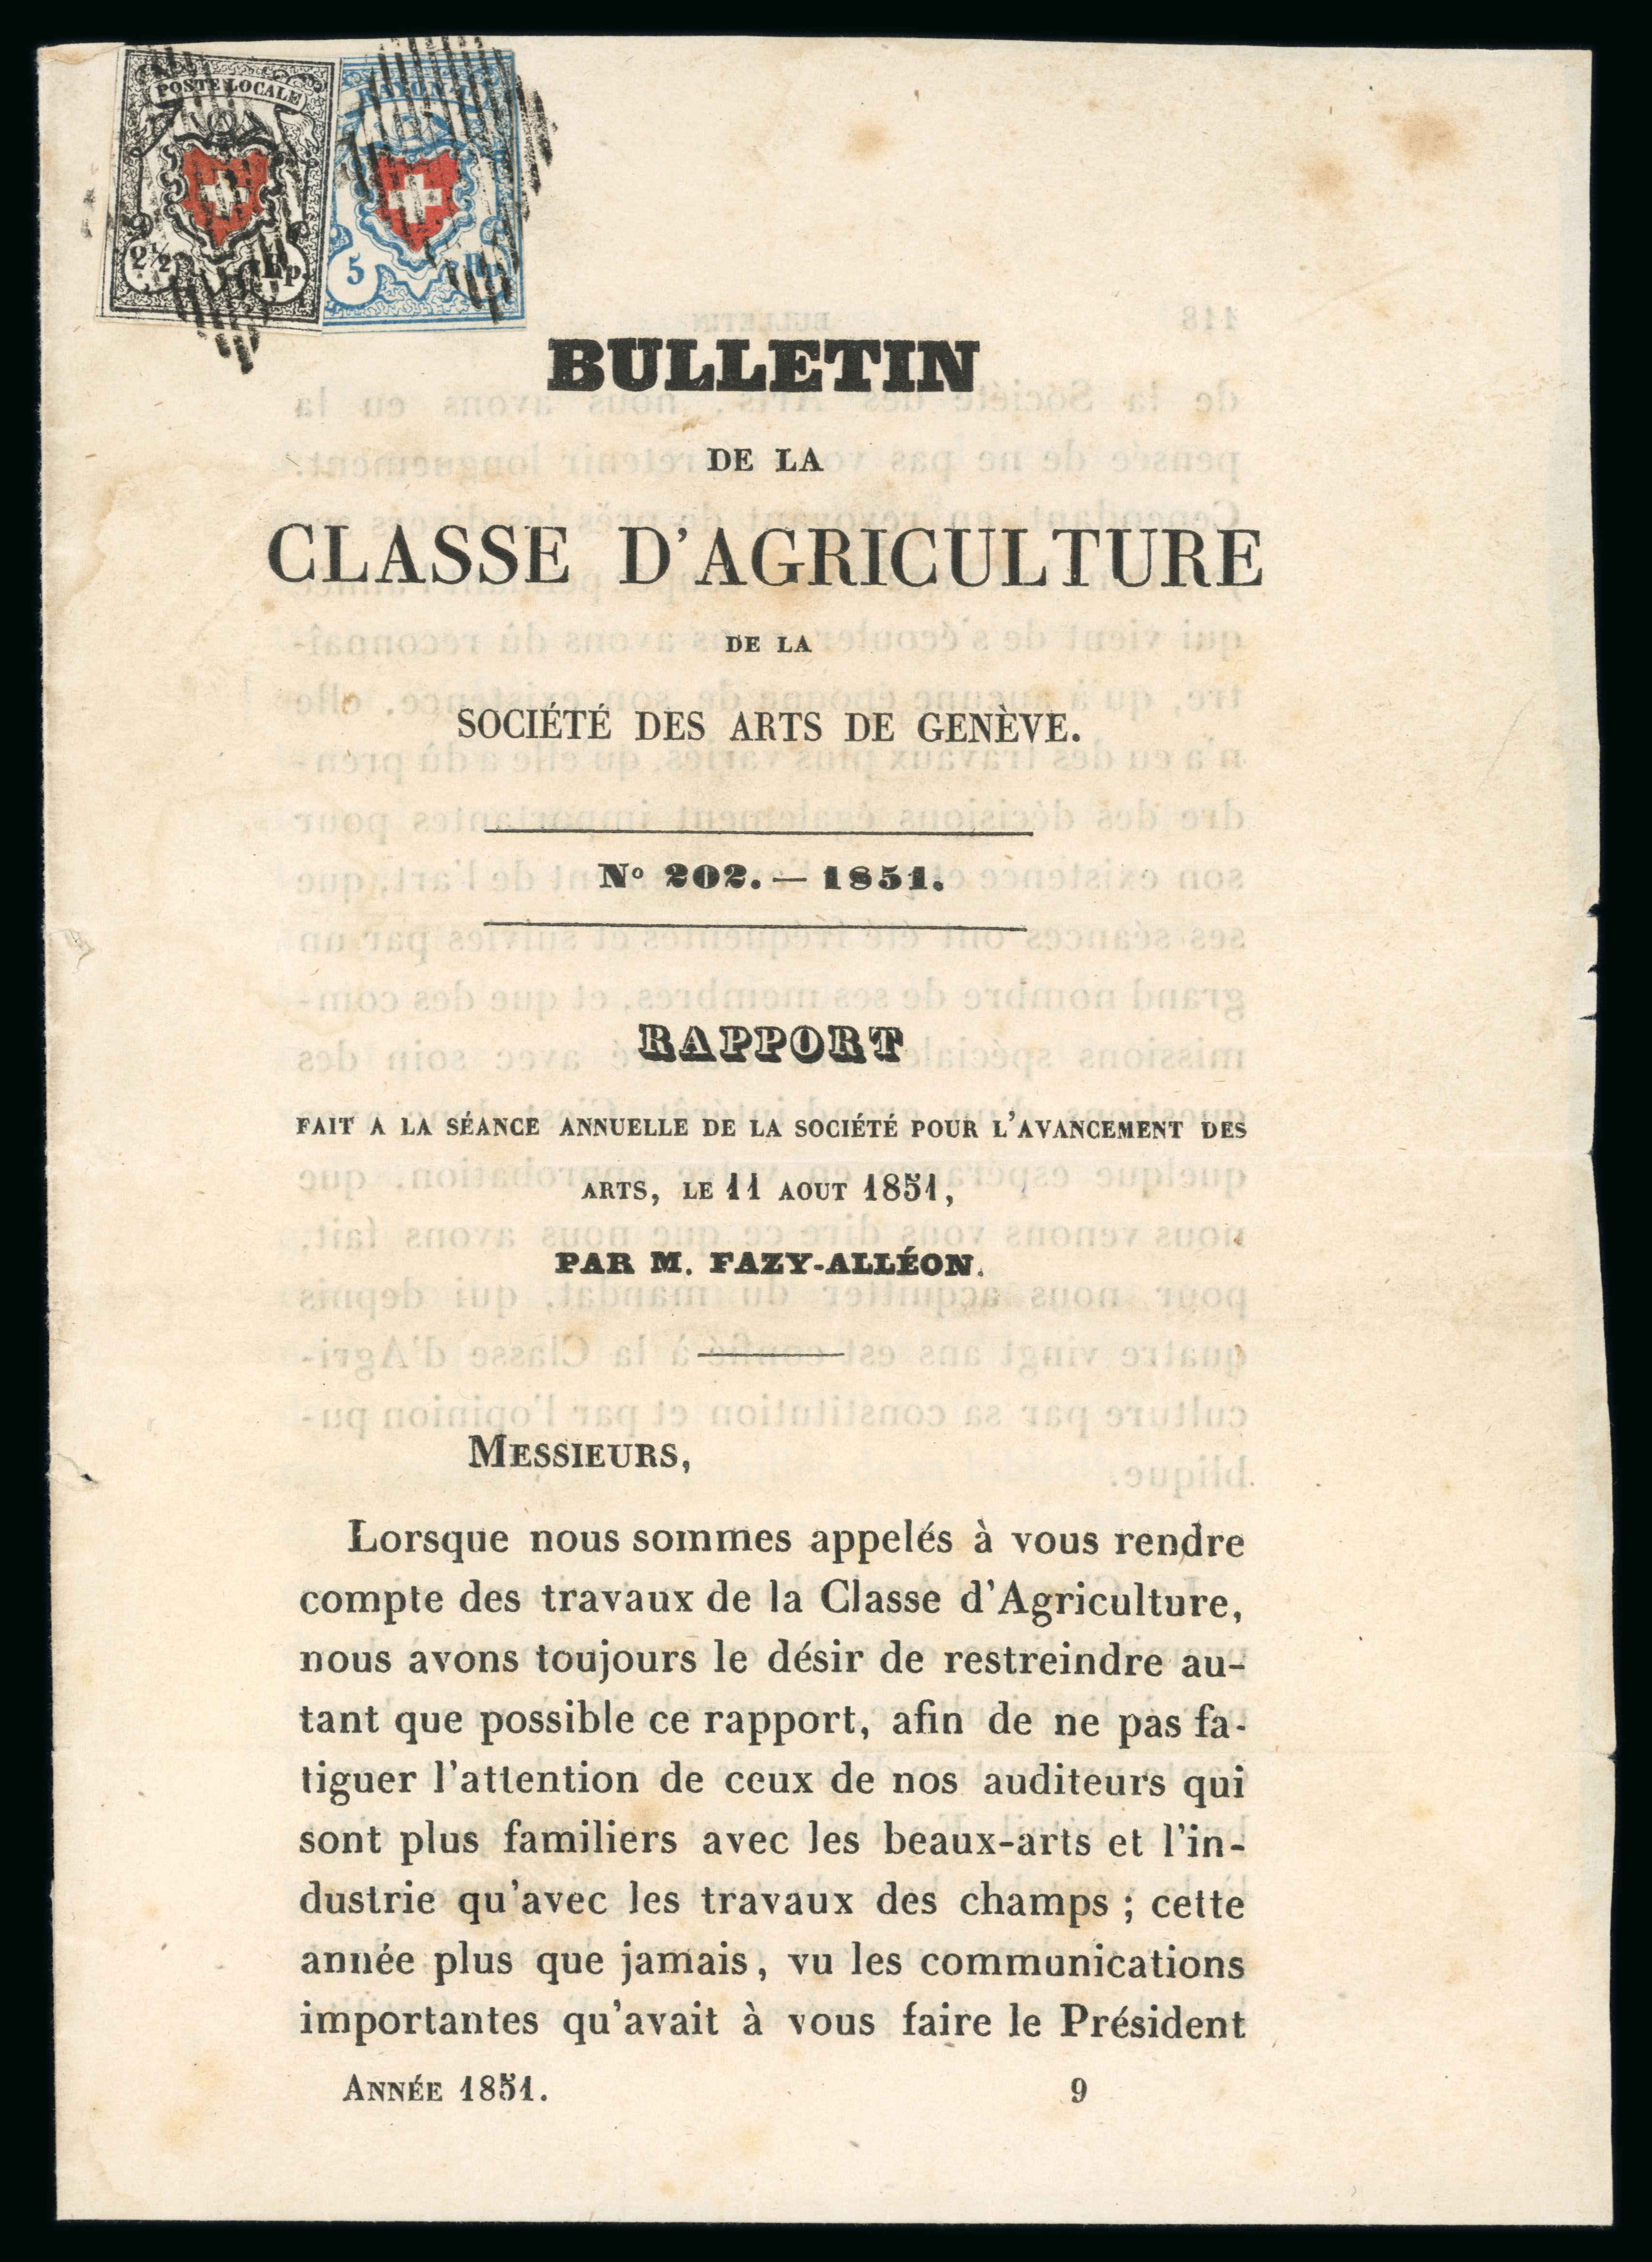 POSTE LOCALE
RAYON I
2½ Rp.
5 Rp.
BULLETIN
DE LA
CLASSE D'AGRICULTURE
DE LA
SOCIÉTÉ DES ARTS DE GENÈVE.
Nº 202. — 1851.
RAPPORT
FAIT A LA SÉANCE ANNUELLE DE LA SOCIÉTÉ POUR L'AVANCEMENT DES
ARTS, LE 11 AOUT 1851,
PAR M. FAZY-ALLÉON.
MESSIEURS,
Lorsque nous sommes appelés à vous rendre
compte des travaux de la Classe d'Agriculture,
nous avons toujours le désir de restreindre au-
tant que possible ce rapport, afin de ne pas fa-
tiguer l'attention de ceux de nos auditeurs qui
sont plus familiers avec les beaux-arts et l'in-
dustrie qu'avec les travaux des champs ; cette
année plus que jamais, vu les communications
importantes qu'avait à vous faire le Président
ANNÉE 1851. 9